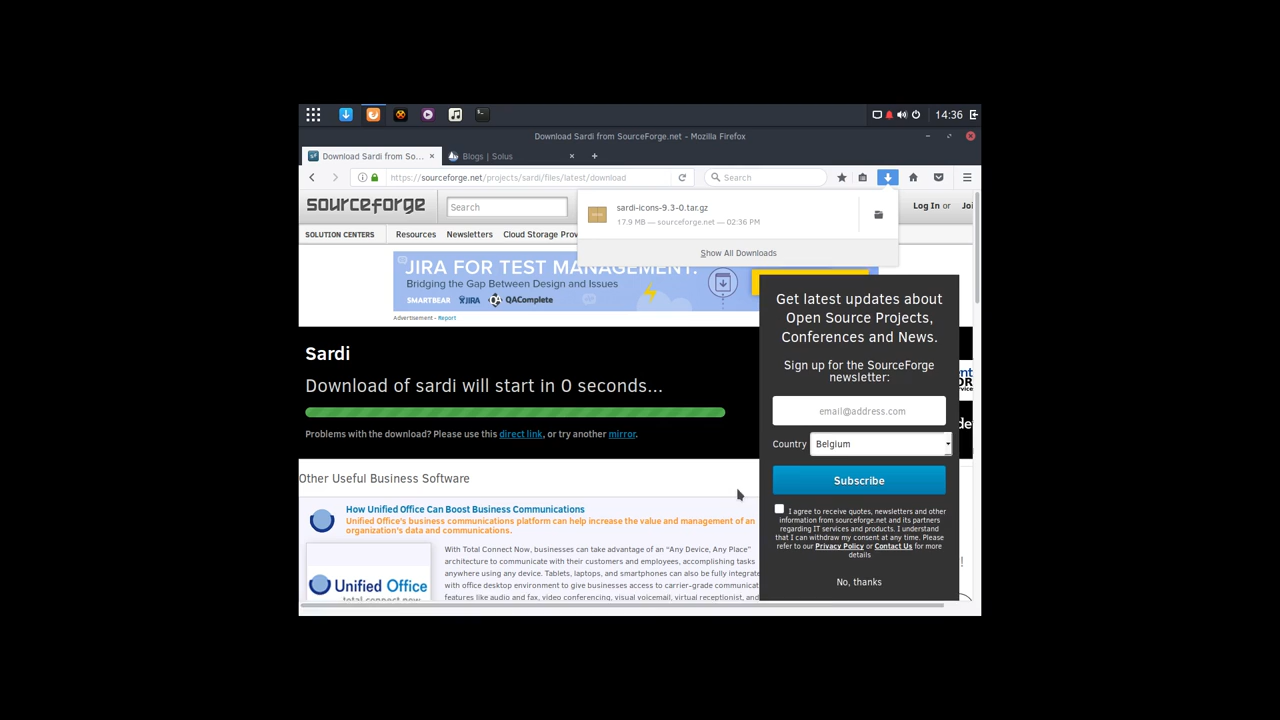 14:36
Download Sardi from SourceForge.net - Mozilla Firefox
Download Sardi from So...
Blogs | Solus
https://sourceforge.net/projects/sardi/files/latest/download
Search
sourceforge
Search
sardi-icons-9.3-0.tar.gz
17.9 MB — sourceforge.net — 02:36 PM
Show All Downloads
Log In or Joi
SOLUTION CENTERS Resources Newsletters Cloud Storage Prov
JIRA FOR TEST MANAGEMENT.
Bridging the Gap Between Design and Issues
SMARTBEAR JIRA QAComplete
Advertisement - Report
Sardi
Download of sardi will start in 0 seconds...
Problems with the download? Please use this direct link, or try another mirror.
Get latest updates about
Open Source Projects,
Conferences and News.
Sign up for the SourceForge
newsletter:
email@address.com
Country Belgium
Subscribe
I agree to receive quotes, newsletters and other
information from sourceforge.net and its partners
regarding IT services and products. I understand
that I can withdraw my consent at any time. Please
refer to our Privacy Policy or Contact Us for more
details
No, thanks
Other Useful Business Software
How Unified Office Can Boost Business Communications
Unified Office's business communications platform can help increase the value and management of an
organization's data and communications.
Unified Office
total connect now
With Total Connect Now, businesses can take advantage of an "Any Device, Any Place"
architecture to communicate with their customers and employees, accomplishing tasks
anywhere using any device. Tablets, laptops, and smartphones can also be fully integrate
with office desktop environment to give businesses access to carrier-grade communicat
features like audio and fax, video conferencing, visual voicemail, virtual receptionist, and